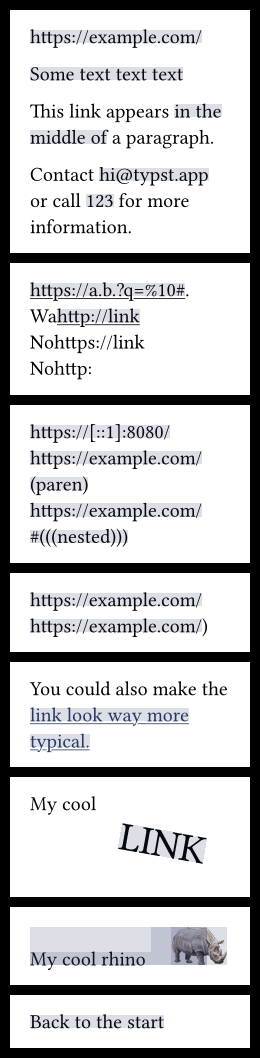 https://example.com/
Some text text text
This link appears in the
middle of a paragraph.
Contact hi@typst.app
or call 123 for more
information.
https://a.b.?q=%10#.
Wahttp://link
Nohttps://link
Nohttp:
https://[::1]:8080/
https://example.com/
(paren)
https://example.com/
#(((nested)))
https://example.com/
https://example.com/)
You could also make the
link look way more
typical.
My cool
LINK
My cool rhino
Back to the start